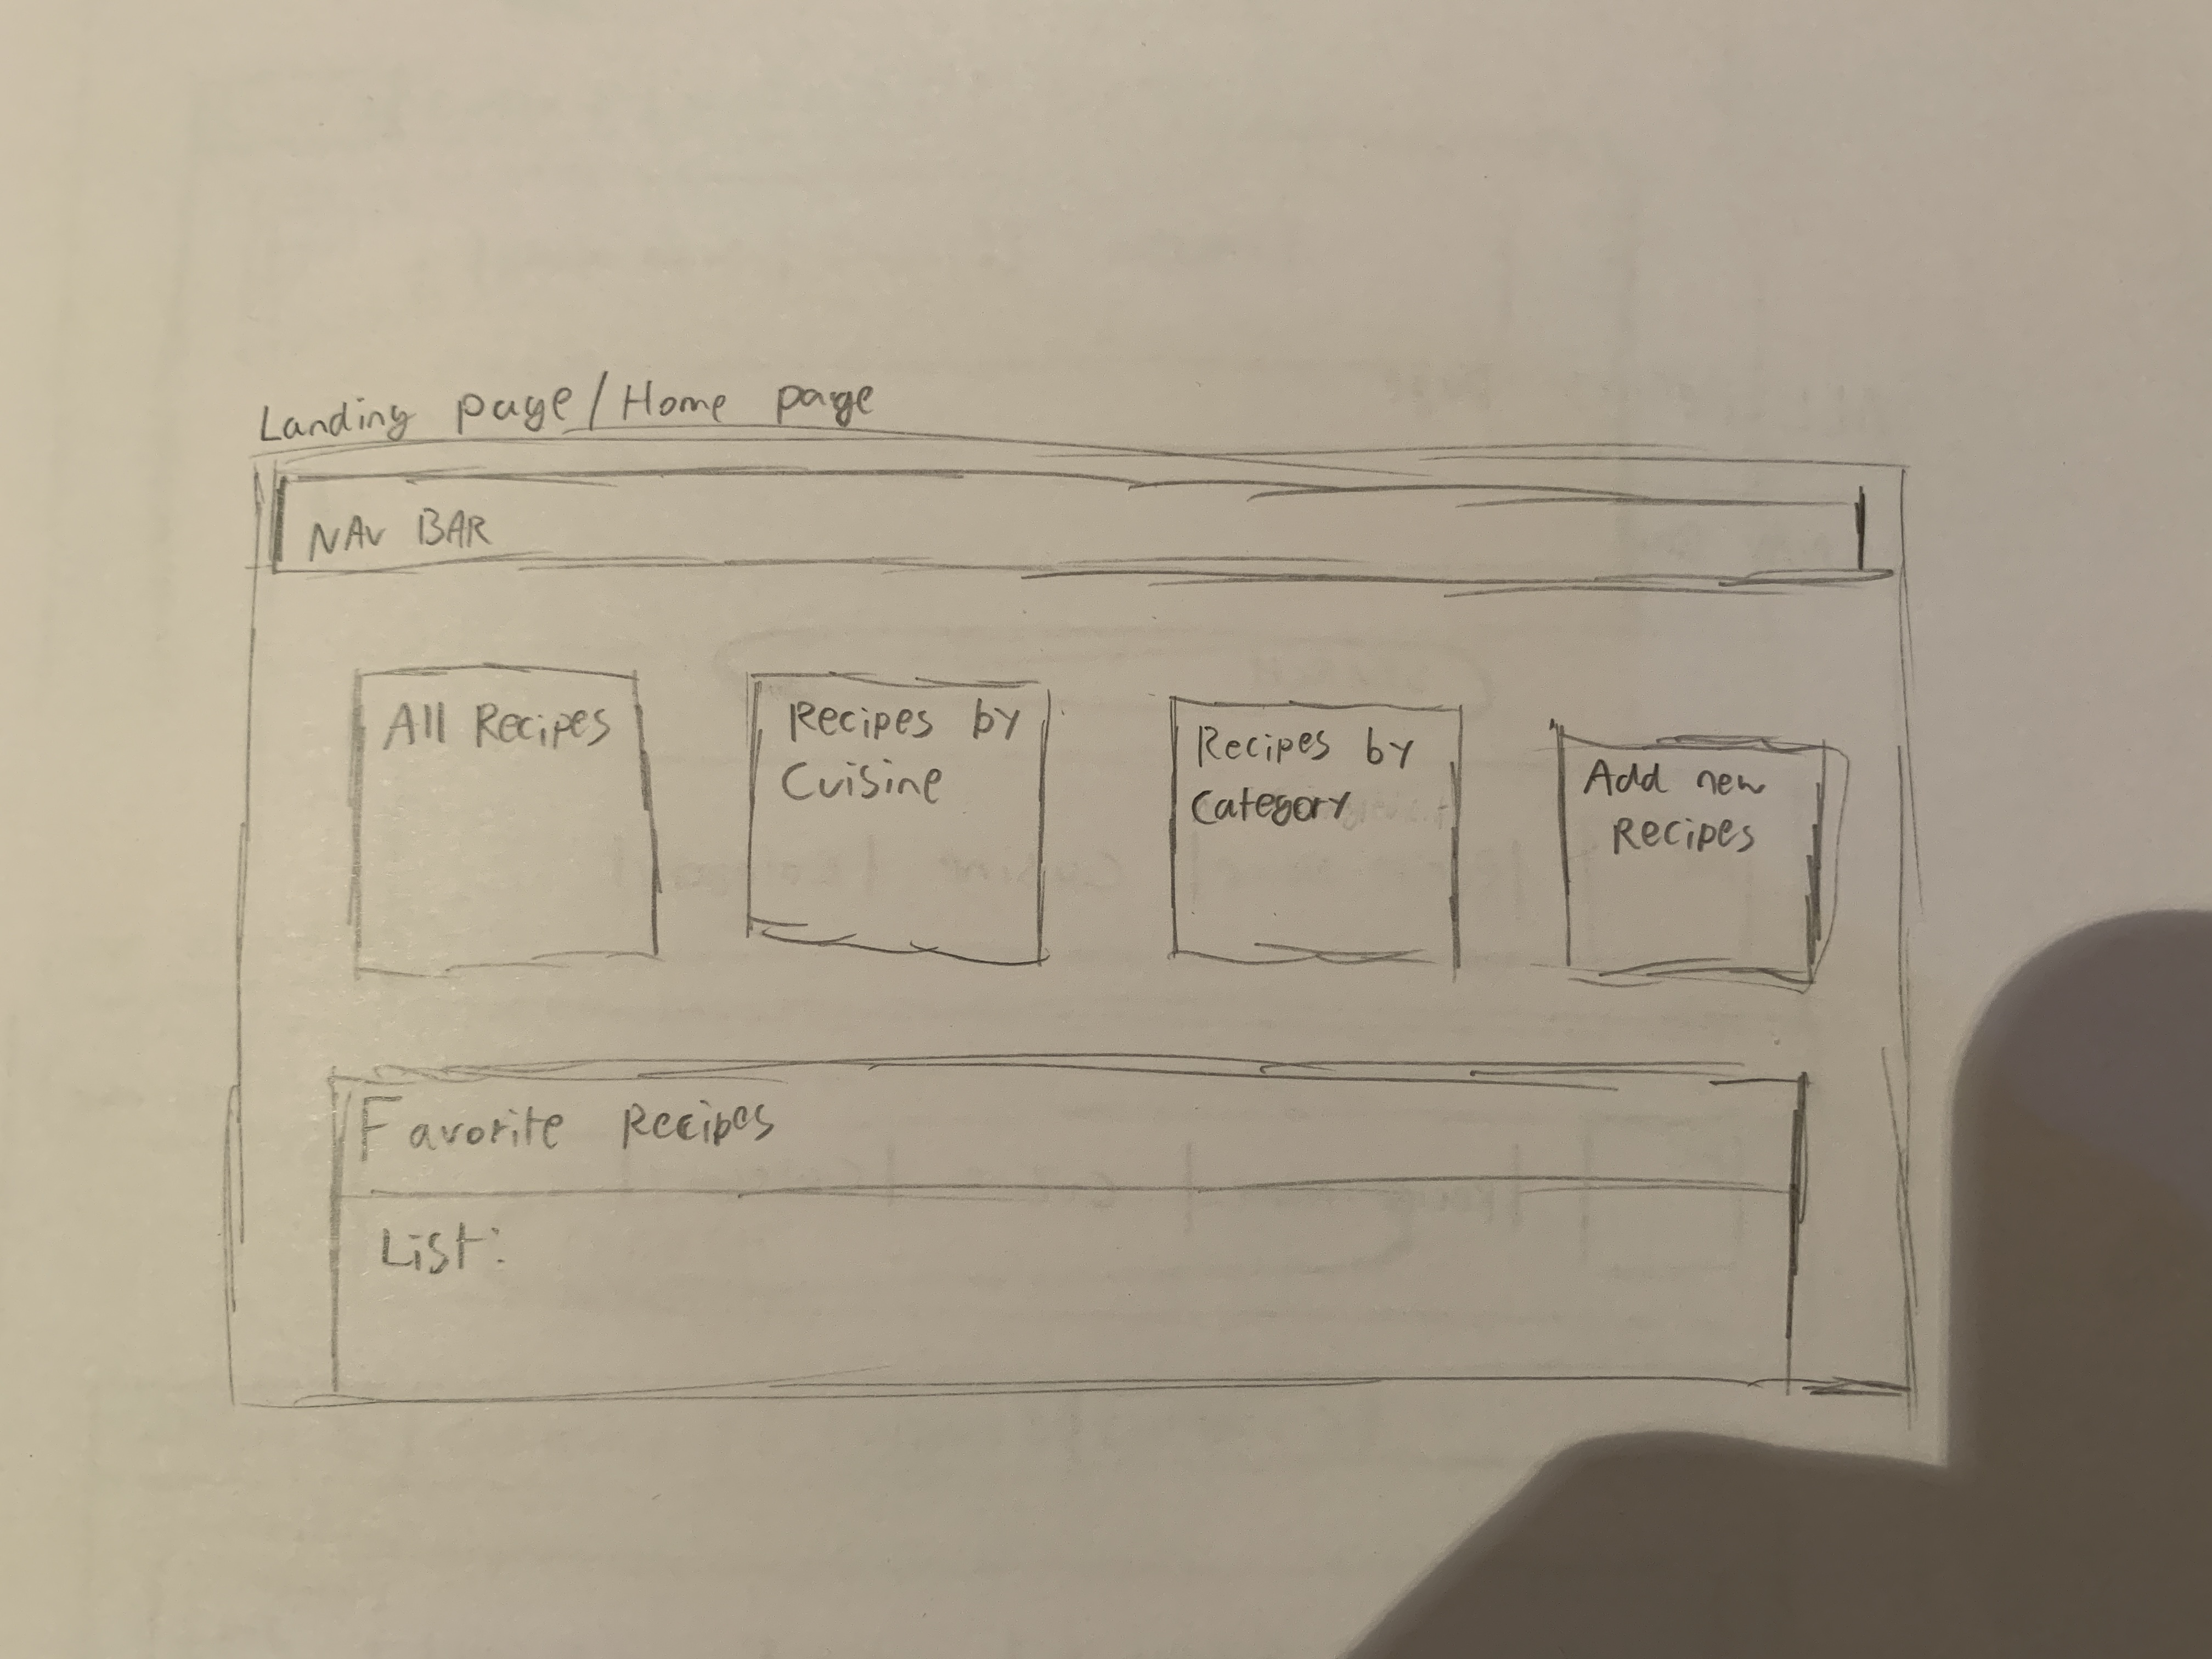 Landing page/Home page
NAV BAR
All Recipes
Recipes by
Cuisine
Recipes by
Category
Add new
Recipes
Favorite Recipes
List: